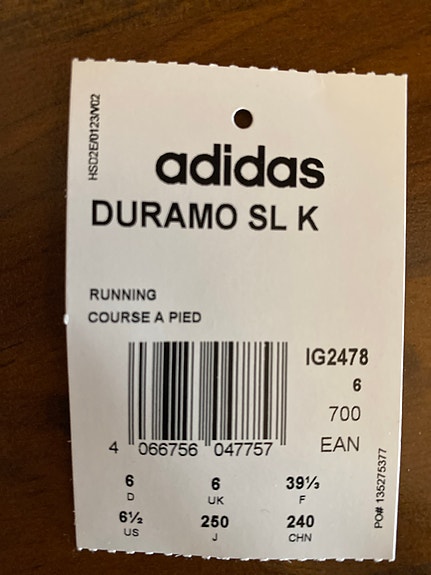 HSD2E/0123/V02
adidas
DURAMO SL K
RUNNING
COURSE A PIED
IG2478
6
700
EAN
4 066756 047757
6 6 39⅓
D UK F
6½ 250 240
US J CHN
PO# 135275377